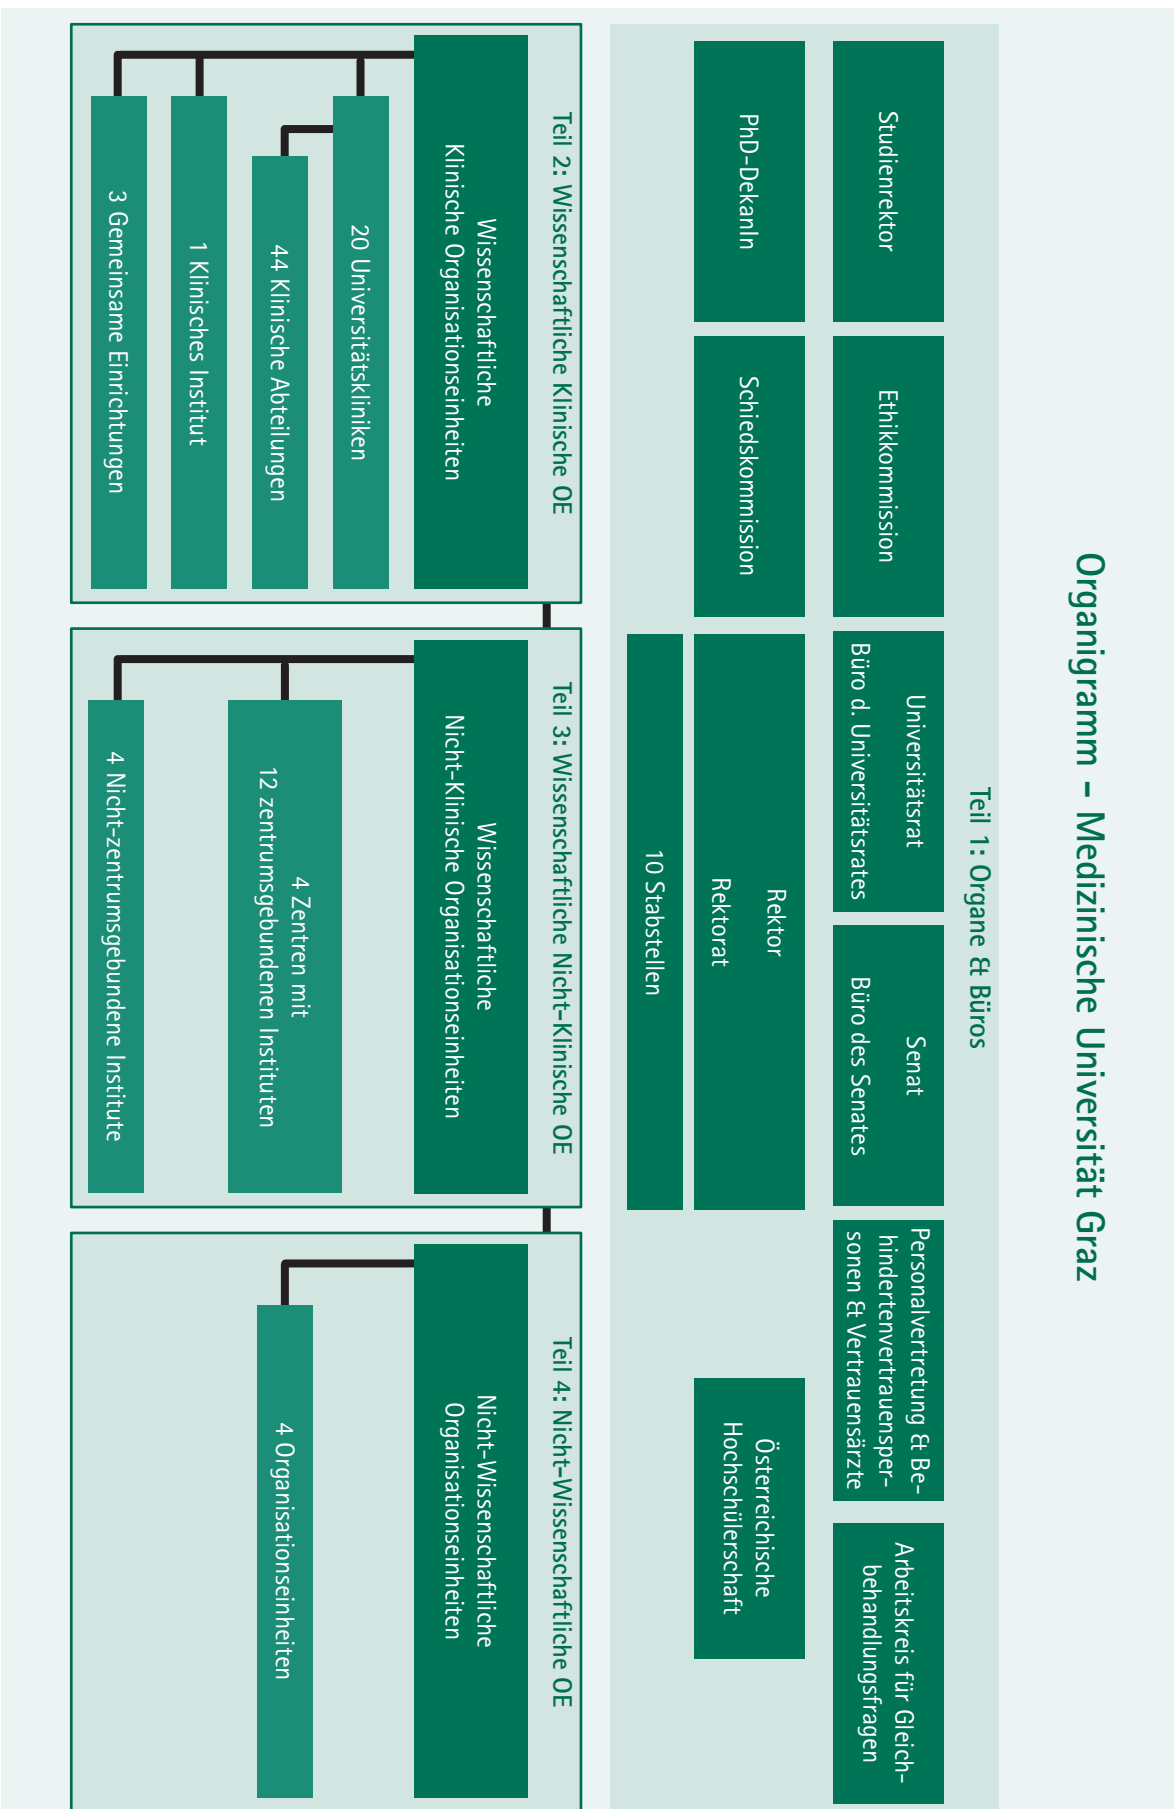 Organigramm – Medizinische Universität Graz
Teil 1: Organe & Büros
Studienrektor
Ethikkommission
Universitätsrat
Büro d. Universitätsrates
Senat
Büro des Senates
Personalvertretung & Be-
hindertenvertrauensper-
sonen & Vertrauensärzte
Arbeitskreis für Gleich-
behandlungsfragen
PhD-DekanIn
Schiedskommission
Rektor
Rektorat
Österreichische
Hochschülerschaft
10 Stabstellen
Teil 2: Wissenschaftliche Klinische OE
Wissenschaftliche
Klinische Organisationseinheiten
20 Universitätskliniken
44 Klinische Abteilungen
1 Klinisches Institut
3 Gemeinsame Einrichtungen
Teil 3: Wissenschaftliche Nicht-Klinische OE
Wissenschaftliche
Nicht-Klinische Organisationseinheiten
4 Zentren mit
12 zentrumsgebundenen Instituten
4 Nicht-zentrumsgebundene Institute
Teil 4: Nicht-Wissenschaftliche OE
Nicht-Wissenschaftliche
Organisationseinheiten
4 Organisationseinheiten